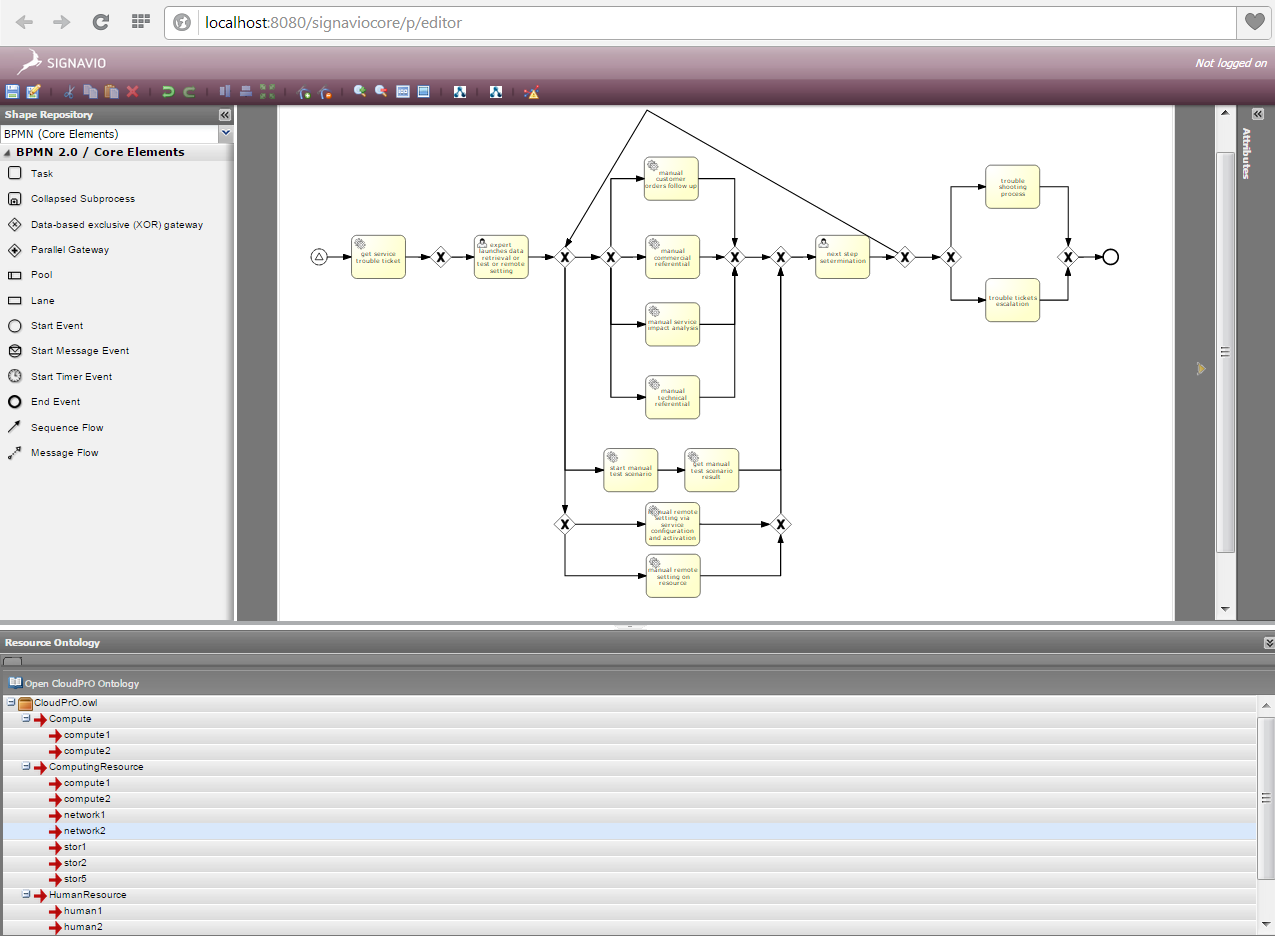 localhost:8080/signaviocore/p/editor
SIGNAVIO
Not logged on
Shape Repository
BPMN (Core Elements)
BPMN 2.0 / Core Elements
Task
Collapsed Subprocess
Data-based exclusive (XOR) gateway
Parallel Gateway
Pool
Lane
Start Event
Start Message Event
Start Timer Event
End Event
Sequence Flow
Message Flow
get service
trouble ticket
X
expert
launches data
retrieval or
test or remote
setting
X
X
manual
customer
orders follow up
manual
commercial
referential
manual service
impact analysis
manual
technical
referential
X
X
start manual
test scenario
get manual
test scenario
result
X
manual remote
setting via
service
configuration
and activation
manual remote
setting on
resource
X
next step
setermination
X
X
trouble
shooting
process
trouble tickets
escalation
X
Attributes
Resource Ontology
Open CloudPrO Ontology
CloudPrO.owl
Compute
compute1
compute2
ComputingResource
compute1
compute2
network1
network2
stor1
stor2
stor5
HumanResource
human1
human2